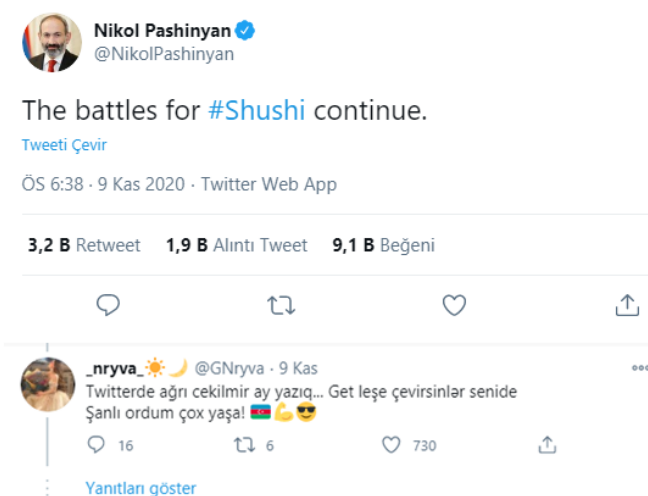 Nikol Pashinyan
@NikolPashinyan
The battles for #Shushi continue.
Tweeti Çevir
ÖS 6:38 · 9 Kas 2020 · Twitter Web App
3,2 B Retweet 1,9 B Alıntı Tweet 9,1 B Beğeni
_nryva_☀️🌙 @GNryva · 9 Kas
Twitterde ağrı cekilmir ay yazıq... Get leşe çevirsinlər senide
Şanlı ordum çox yaşa! 🇦🇿💪😎
16 6 730
Yanıtları göster